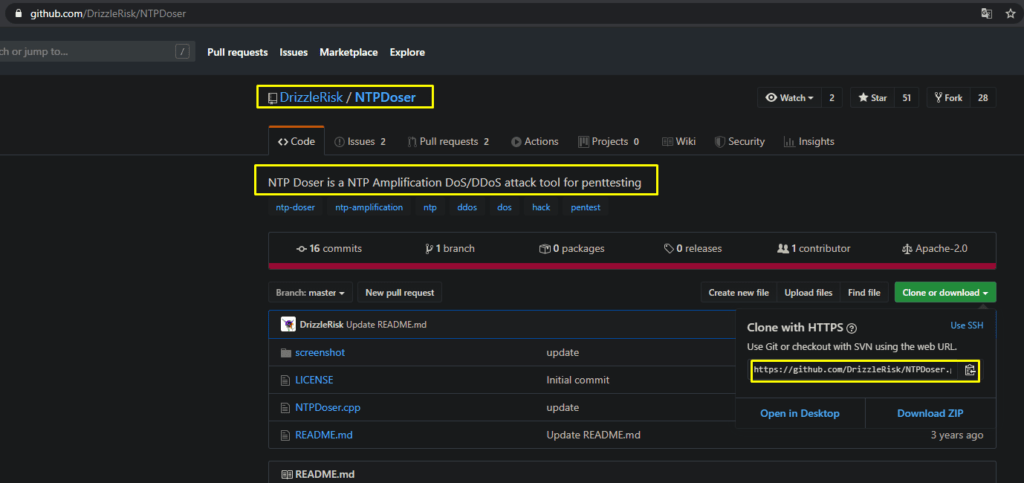 github.com/DrizzleRisk/NTPDoser
ch or jump to... /
Pull requests Issues Marketplace Explore
DrizzleRisk / NTPDoser
Watch 2 Star 51 Fork 28
Code Issues 2 Pull requests 2 Actions Projects 0 Wiki Security Insights
NTP Doser is a NTP Amplification DoS/DDoS attack tool for penttesting
ntp-doser ntp-amplification ntp ddos dos hack pentest
16 commits 1 branch 0 packages 0 releases 1 contributor Apache-2.0
Branch: master New pull request Create new file Upload files Find file Clone or download
DrizzleRisk Update README.md
screenshot update
LICENSE Initial commit
NTPDoser.cpp update
README.md Update README.md 3 years ago
Clone with HTTPS Use SSH
Use Git or checkout with SVN using the web URL.
https://github.com/DrizzleRisk/NTPDoser.
Open in Desktop Download ZIP
README.md